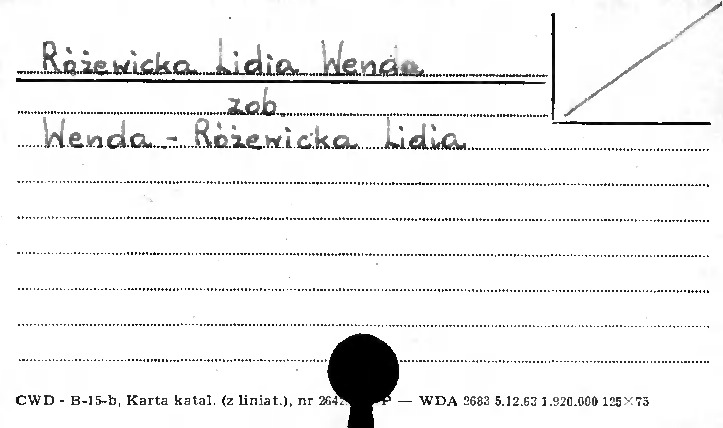 Różewicka Lidia Wenda
zob.
Wenda - Różewicka Lidia
CWD - B-15-b, Karta katal. (z liniat.), nr 264 P — WDA 2683 5.12.63 1.920.000 125×75